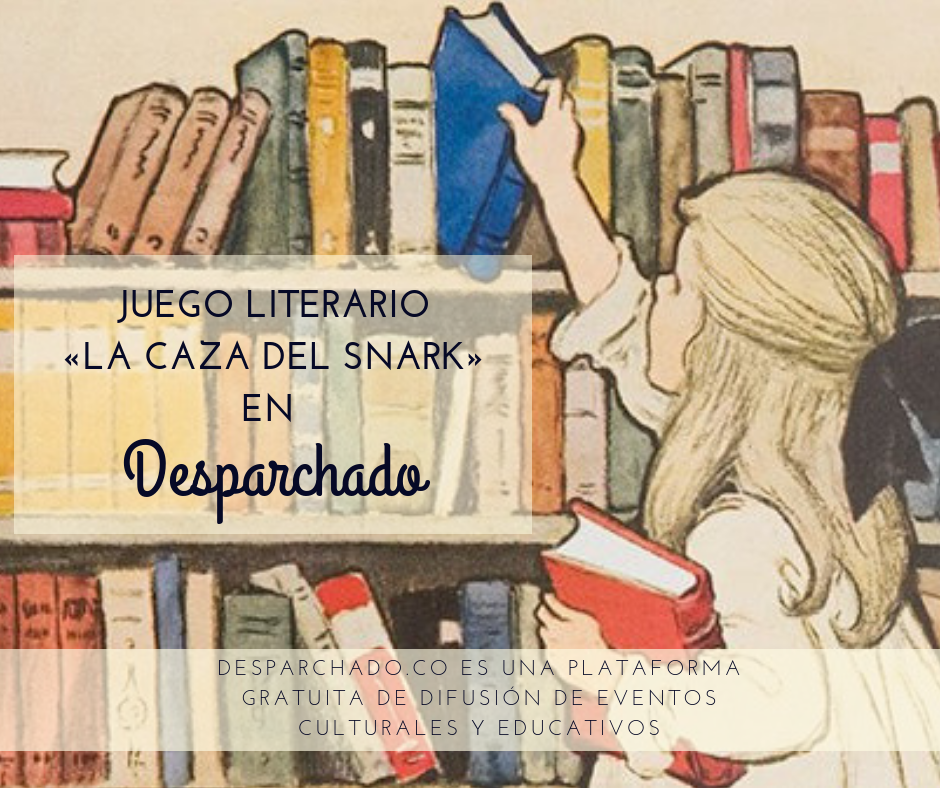 JUEGO LITERARIO
«LA CAZA DEL SNARK»
EN
Desparchado
DESPARCHADO.CO ES UNA PLATAFORMA
GRATUITA DE DIFUSIÓN DE EVENTOS
CULTURALES Y EDUCATIVOS